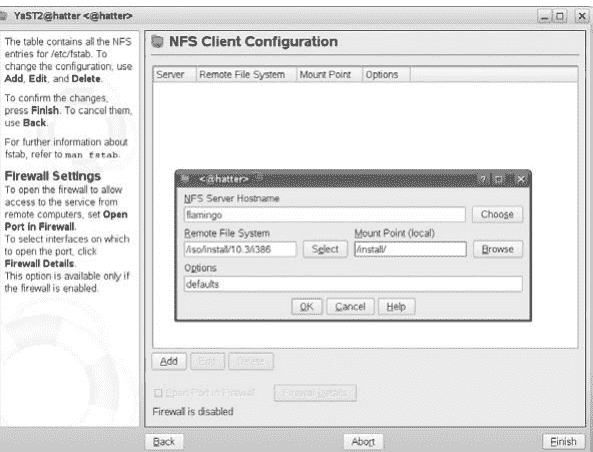 YaST2@hatter <@hatter>
The table contains all the NFS
entries for /etc/fstab. To
change the configuration, use
Add, Edit, and Delete.
To confirm the changes,
press Finish. To cancel them,
use Back.
For further information about
fstab, refer to man fstab.
Firewall Settings
To open the firewall to allow
access to the service from
remote computers, set Open
Port in Firewall.
To select interfaces on which
to open the port, click
Firewall Details.
This option is available only if
the firewall is enabled.
NFS Client Configuration
Server Remote File System Mount Point Options
<@hatter>
NFS Server Hostname
flamingo Choose
Remote File System Mount Point (local)
/iso/install/10.3/i386 Select /install/ Browse
Options
defaults
OK Cancel Help
Add Edit Delete
Open Port in Firewall Firewall Details
Firewall is disabled
Back Abort Finish